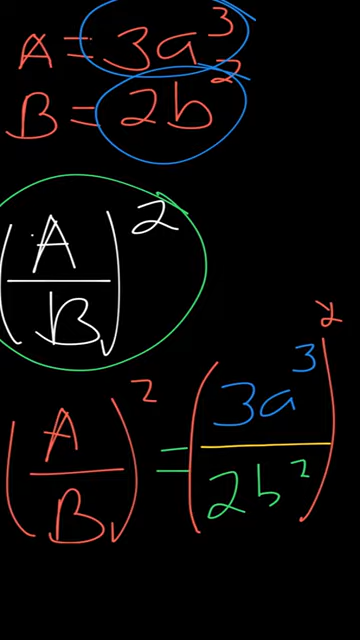 A = 3a³
B = 2b²
(A/B)²
(A/B)² = (3a³/2b²)²